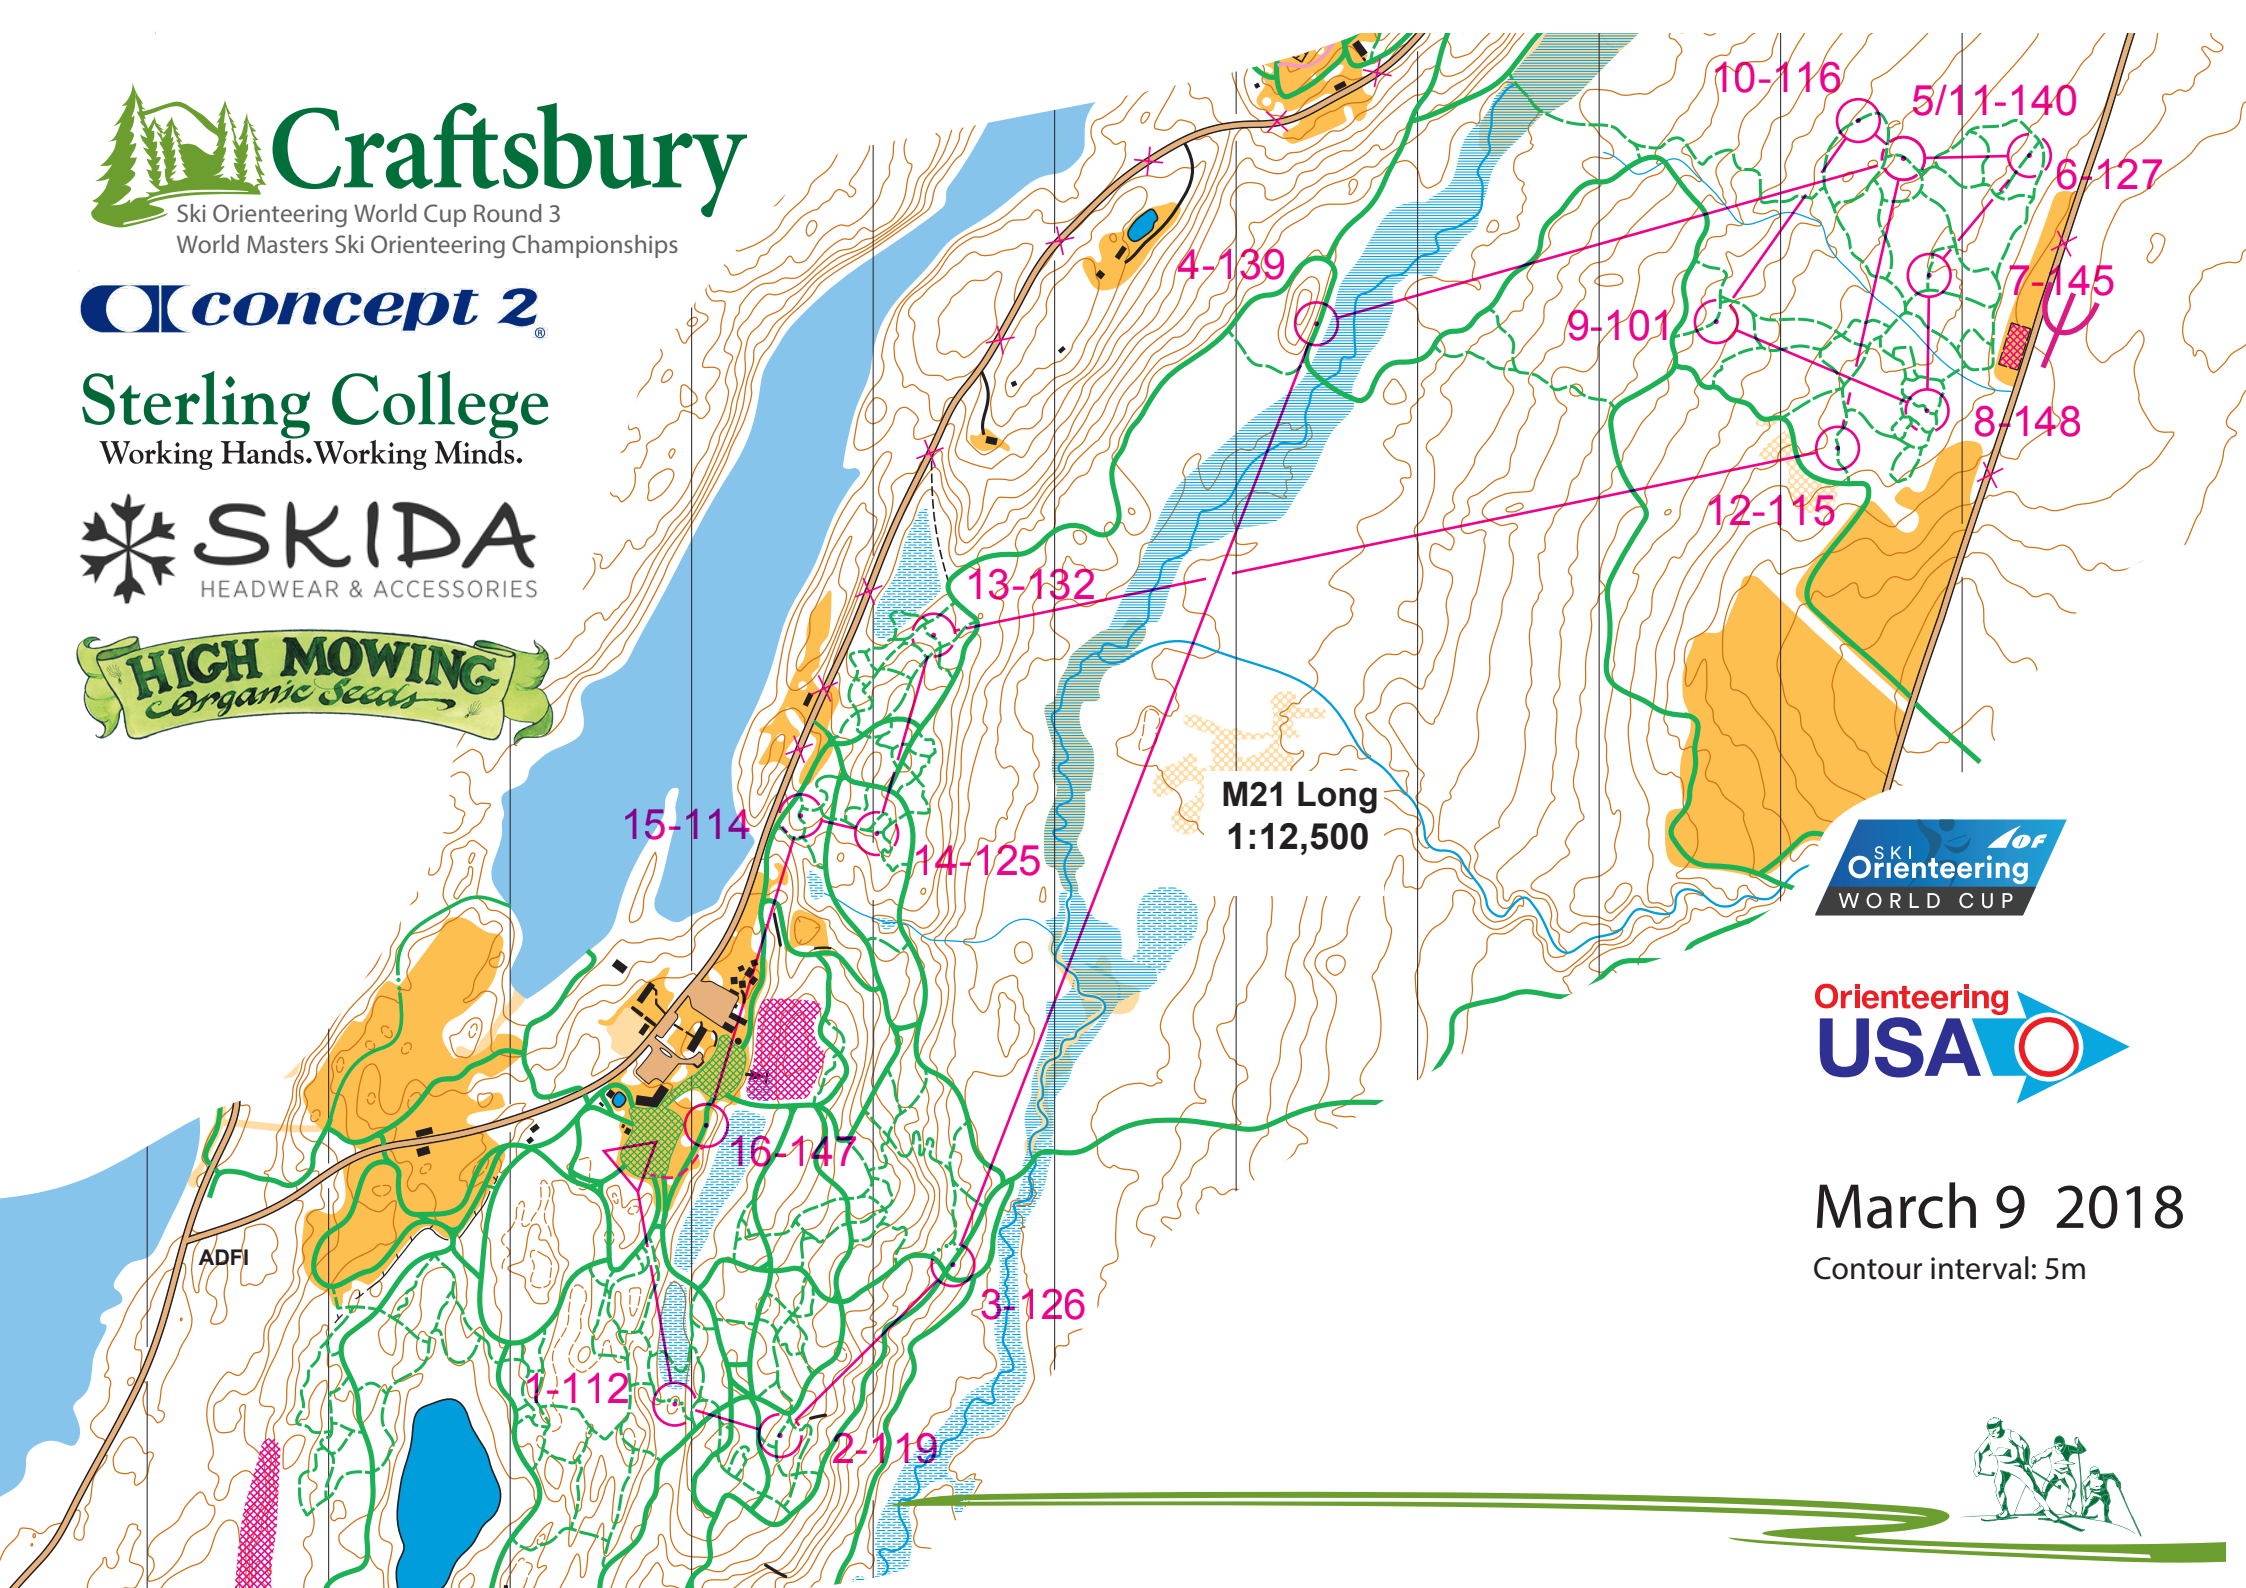 Craftsbury
Ski Orienteering World Cup Round 3
World Masters Ski Orienteering Championships
concept 2®
Sterling College
Working Hands. Working Minds.
SKIDA
HEADWEAR & ACCESSORIES
HIGH MOWING
Organic Seeds
10-116
5/11-140
6-127
4-139
7-145
9-101
8-148
12-115
13-132
M21 Long
1:12,500
15-114
14-125
SKI
Orienteering
IOF
WORLD CUP
Orienteering
USA
16-147
March 9 2018
Contour interval: 5m
ADFI
3-126
1-112
2-119